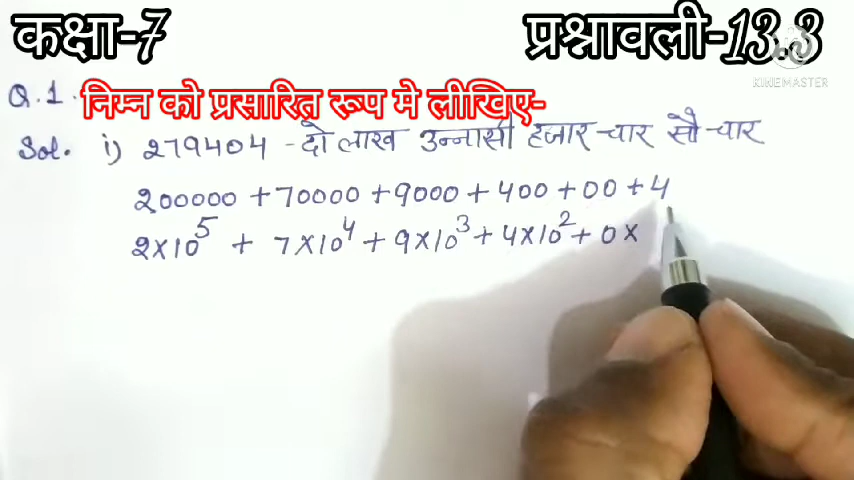 कक्षा-7 प्रश्नावली-13.3
KINEMASTER
Q.1. निम्न को प्रसारित रूप मे लीखिए-
Sol. i) 279404 - दो लाख उन्नासी हजार चार सौ चार
200000 + 70000 + 9000 + 400 + 00 + 4
2×10⁵ + 7×10⁴ + 9×10³ + 4×10² + 0×